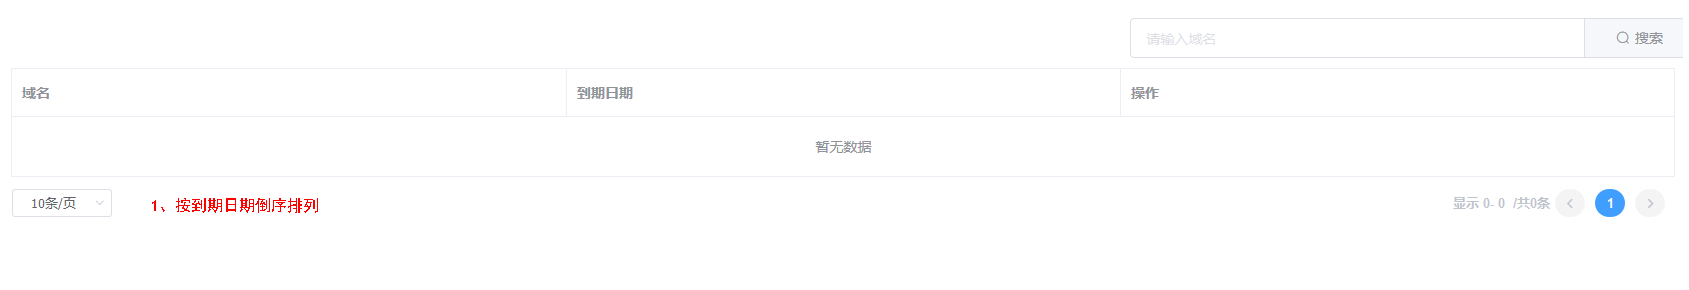 请输入域名 搜索
域名 到期日期 操作
暂无数据
10条/页 1、按到期日期倒序排列 显示 0- 0 /共0条 1